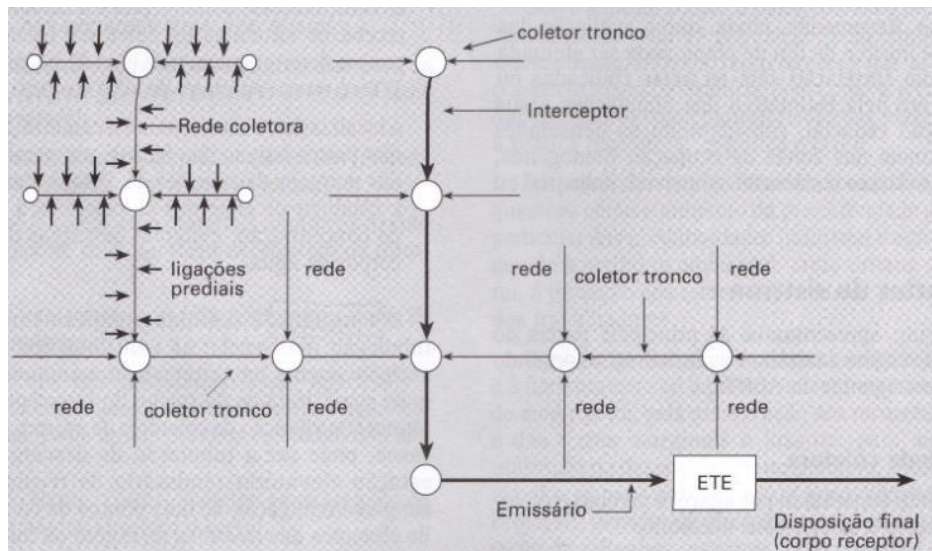 coletor tronco
Interceptor
Rede coletora
ligações
prediais
rede
rede
coletor tronco
rede
rede
coletor tronco
rede
rede
rede
Emissário
ETE
Disposição final
(corpo receptor)